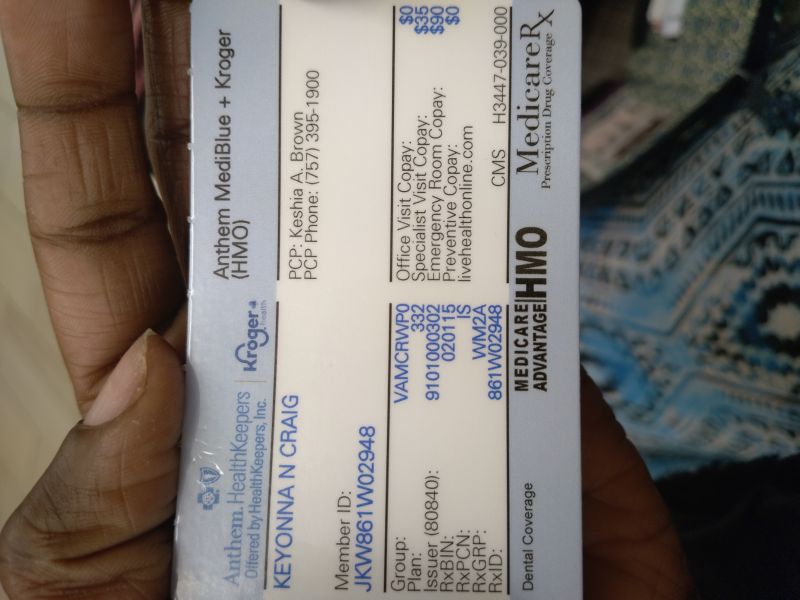 Anthem HealthKeepers
Offered by HealthKeepers, Inc.
Kroger
health
Anthem MediBlue + Kroger
(HMO)
KEYONNA N CRAIG
Member ID:
JKW861W02948
PCP: Keshia A. Brown
PCP Phone: (757) 395-1900
Group: VAMCRWP0
Plan: 332
Issuer (80840): 9101000302
RxBIN: 020115
RxPCN: IS
RxGRP: WM2A
RxID: 861W02948
Office Visit Copay: $0
Specialist Visit Copay: $35
Emergency Room Copay: $90
Preventive Copay: $0
livehealthonline.com
CMS H3447-039-000
Dental Coverage
MEDICARE
ADVANTAGE HMO
MedicareRx
Prescription Drug Coverage